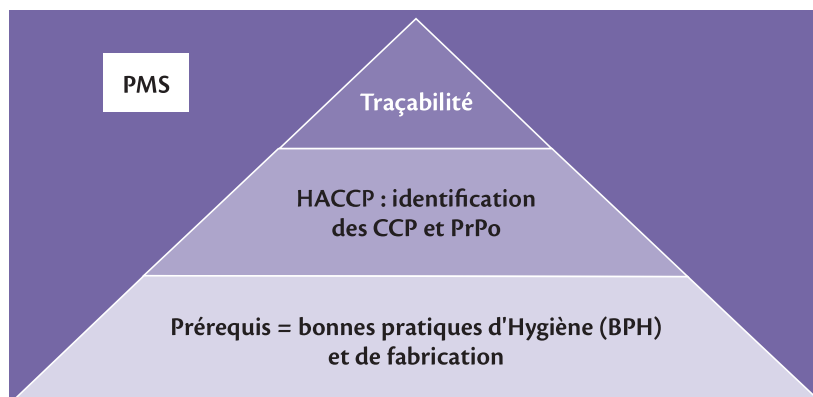 PMS
Traçabilité
HACCP : identification
des CCP et PrPo
Prérequis = bonnes pratiques d'Hygiène (BPH)
et de fabrication